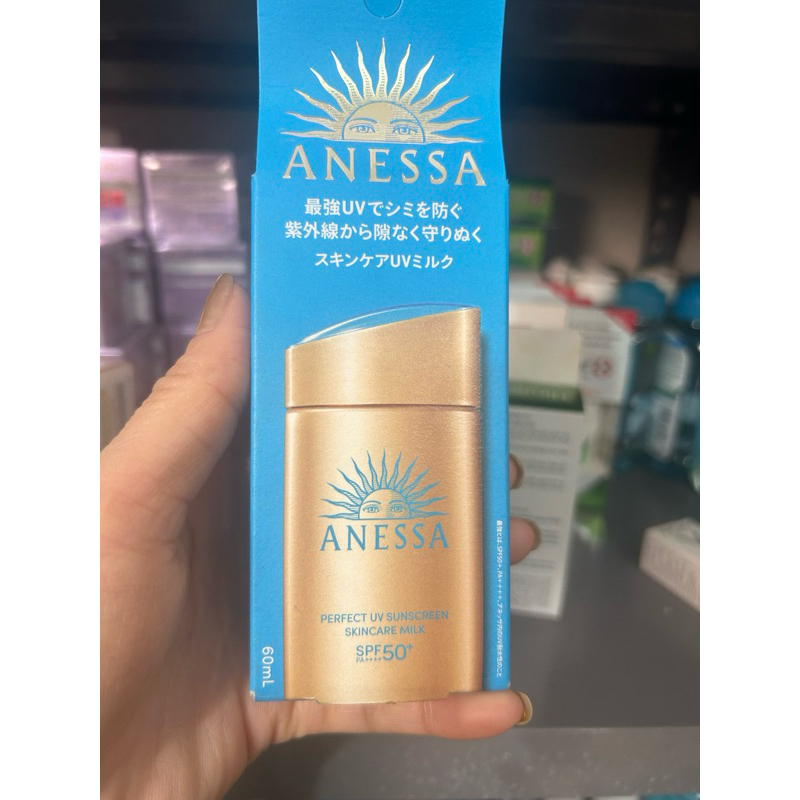 ANESSA
最強UVでシミを防ぐ
紫外線から隙なく守りぬく
スキンケアUVミルク
ANESSA
PERFECT UV SUNSCREEN
SKINCARE MILK
SPF50+
PA++++
60mL